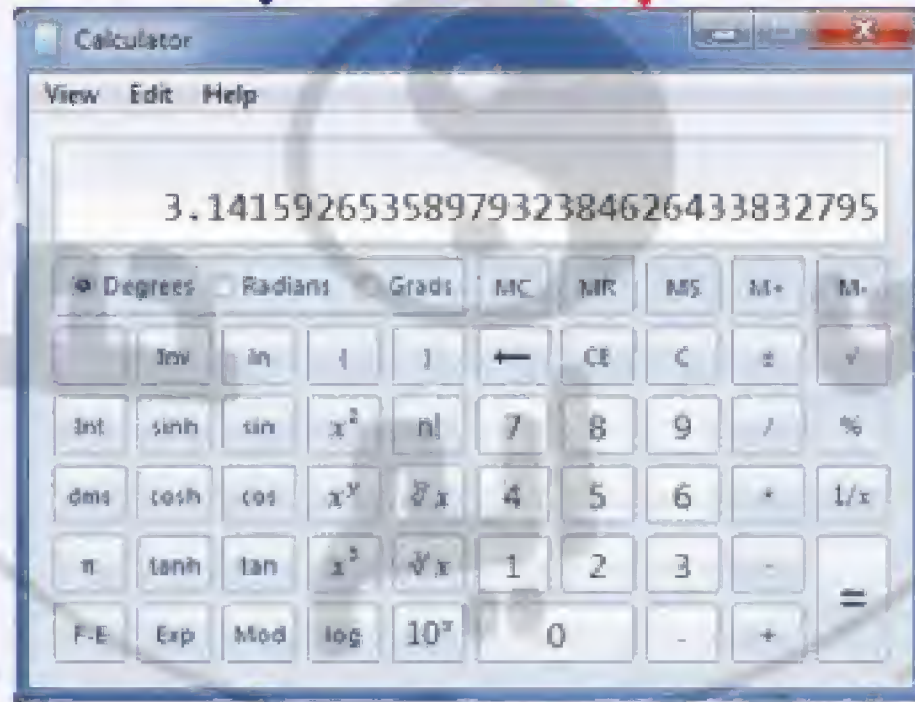 Calculator
View Edit Help
3.1415926535897932384626433832795
Degrees Radians Grads MC MR MS M+ M-
Inv ln ( ) ← CE C ± √
Int sinh sin x² n! 7 8 9 / %
dms cosh cos xʸ ʸ√x 4 5 6 * 1/x
π tanh tan x³ ³√x 1 2 3 - =
F-E Exp Mod log 10ˣ 0 . +